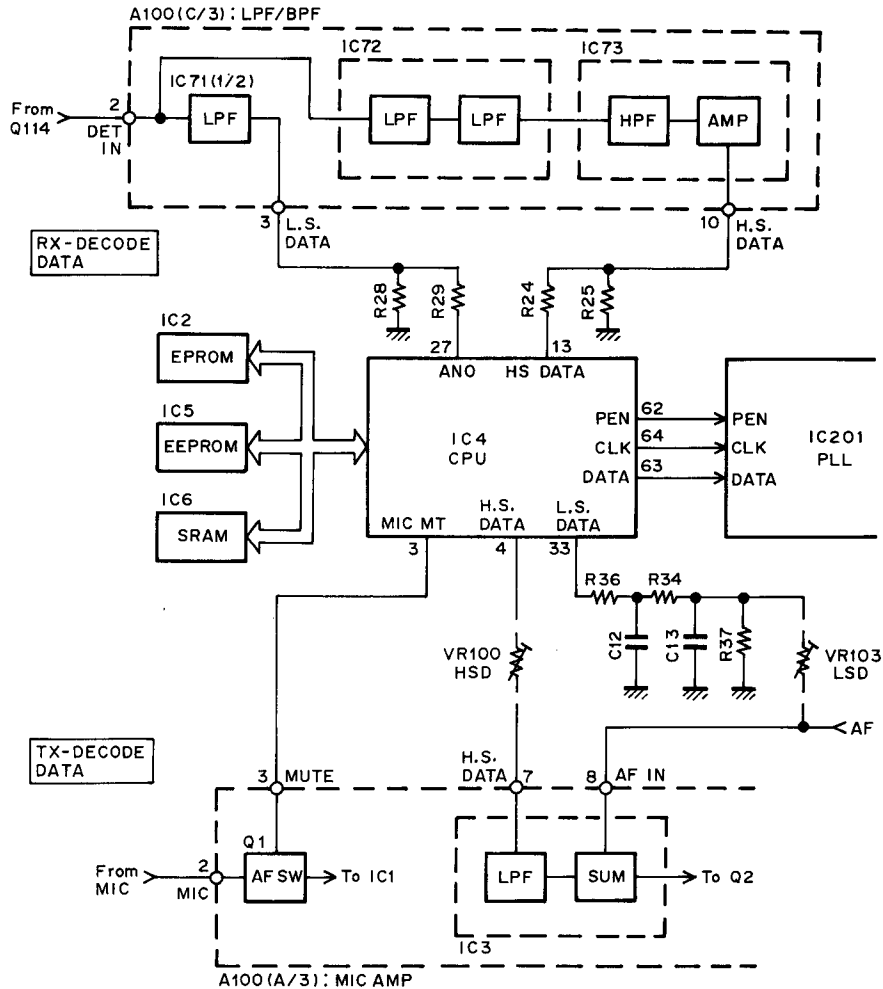 A100(C/3): LPF/BPF
IC72
IC73
IC71(1/2)
From
Q114
2
DET
IN
LPF
LPF
LPF
HPF
AMP
3
L.S.
DATA
10
H.S.
DATA
RX-DECODE
DATA
R28
R29
R24
R25
IC2
EPROM
IC5
EEPROM
IC6
SRAM
27
ANO
13
HS DATA
IC4
CPU
PEN
62
CLK
64
DATA
63
PEN
CLK
DATA
IC201
PLL
MIC MT
3
H.S.
DATA
4
L.S.
DATA
33
R36
R34
C12
C13
R37
VR100
HSD
VR103
LSD
AF
TX-DECODE
DATA
3
MUTE
H.S.
DATA
7
8
AF IN
Q1
From
MIC
2
MIC
AF SW
To IC1
LPF
SUM
To Q2
IC3
A100(A/3): MIC AMP